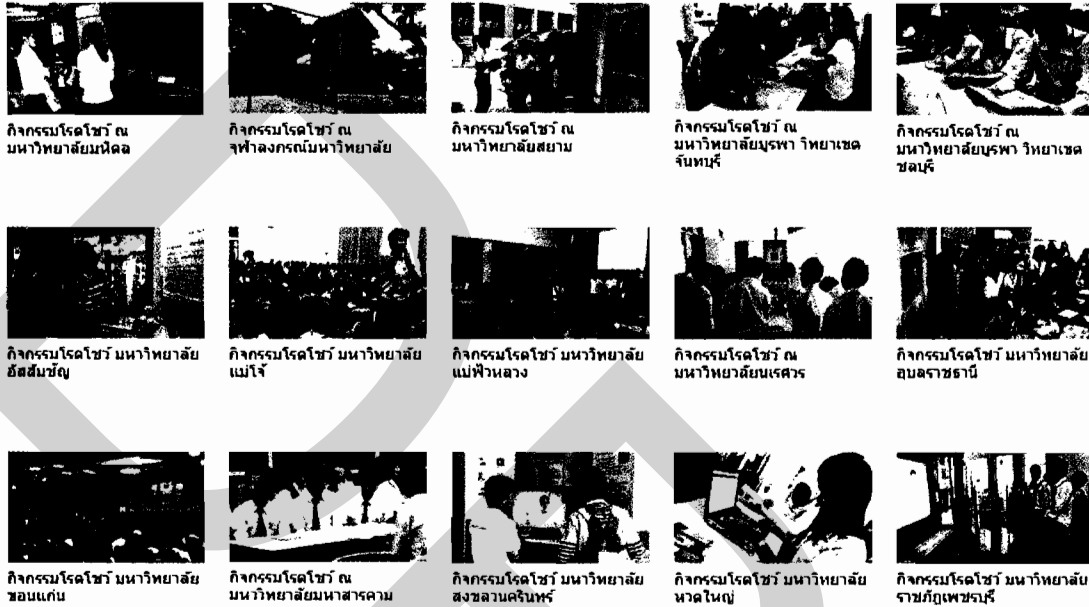 กิจกรรมโรดโชว์ ณ
มหาวิทยาลัยมหิดล
กิจกรรมโรดโชว์ ณ
จุฬาลงกรณ์มหาวิทยาลัย
กิจกรรมโรดโชว์ ณ
มหาวิทยาลัยสยาม
กิจกรรมโรดโชว์ ณ
มหาวิทยาลัยบูรพา วิทยาเขต
จันทบุรี
กิจกรรมโรดโชว์ ณ
มหาวิทยาลัยบูรพา วิทยาเขต
ชลบุรี
กิจกรรมโรดโชว์ มหาวิทยาลัย
อัสสัมชัญ
กิจกรรมโรดโชว์ มหาวิทยาลัย
แม่โจ้
กิจกรรมโรดโชว์ มหาวิทยาลัย
แม่ฟ้าหลวง
กิจกรรมโรดโชว์ ณ
มหาวิทยาลัยนเรศวร
กิจกรรมโรดโชว์ มหาวิทยาลัย
อุบลราชธานี
กิจกรรมโรดโชว์ มหาวิทยาลัย
ขอนแก่น
กิจกรรมโรดโชว์ ณ
มหาวิทยาลัยมหาสารคาม
กิจกรรมโรดโชว์ มหาวิทยาลัย
สงขลานครินทร์
กิจกรรมโรดโชว์ มหาวิทยาลัย
หาดใหญ่
กิจกรรมโรดโชว์ มหาวิทยาลัย
ราชภัฏเพชรบุรี